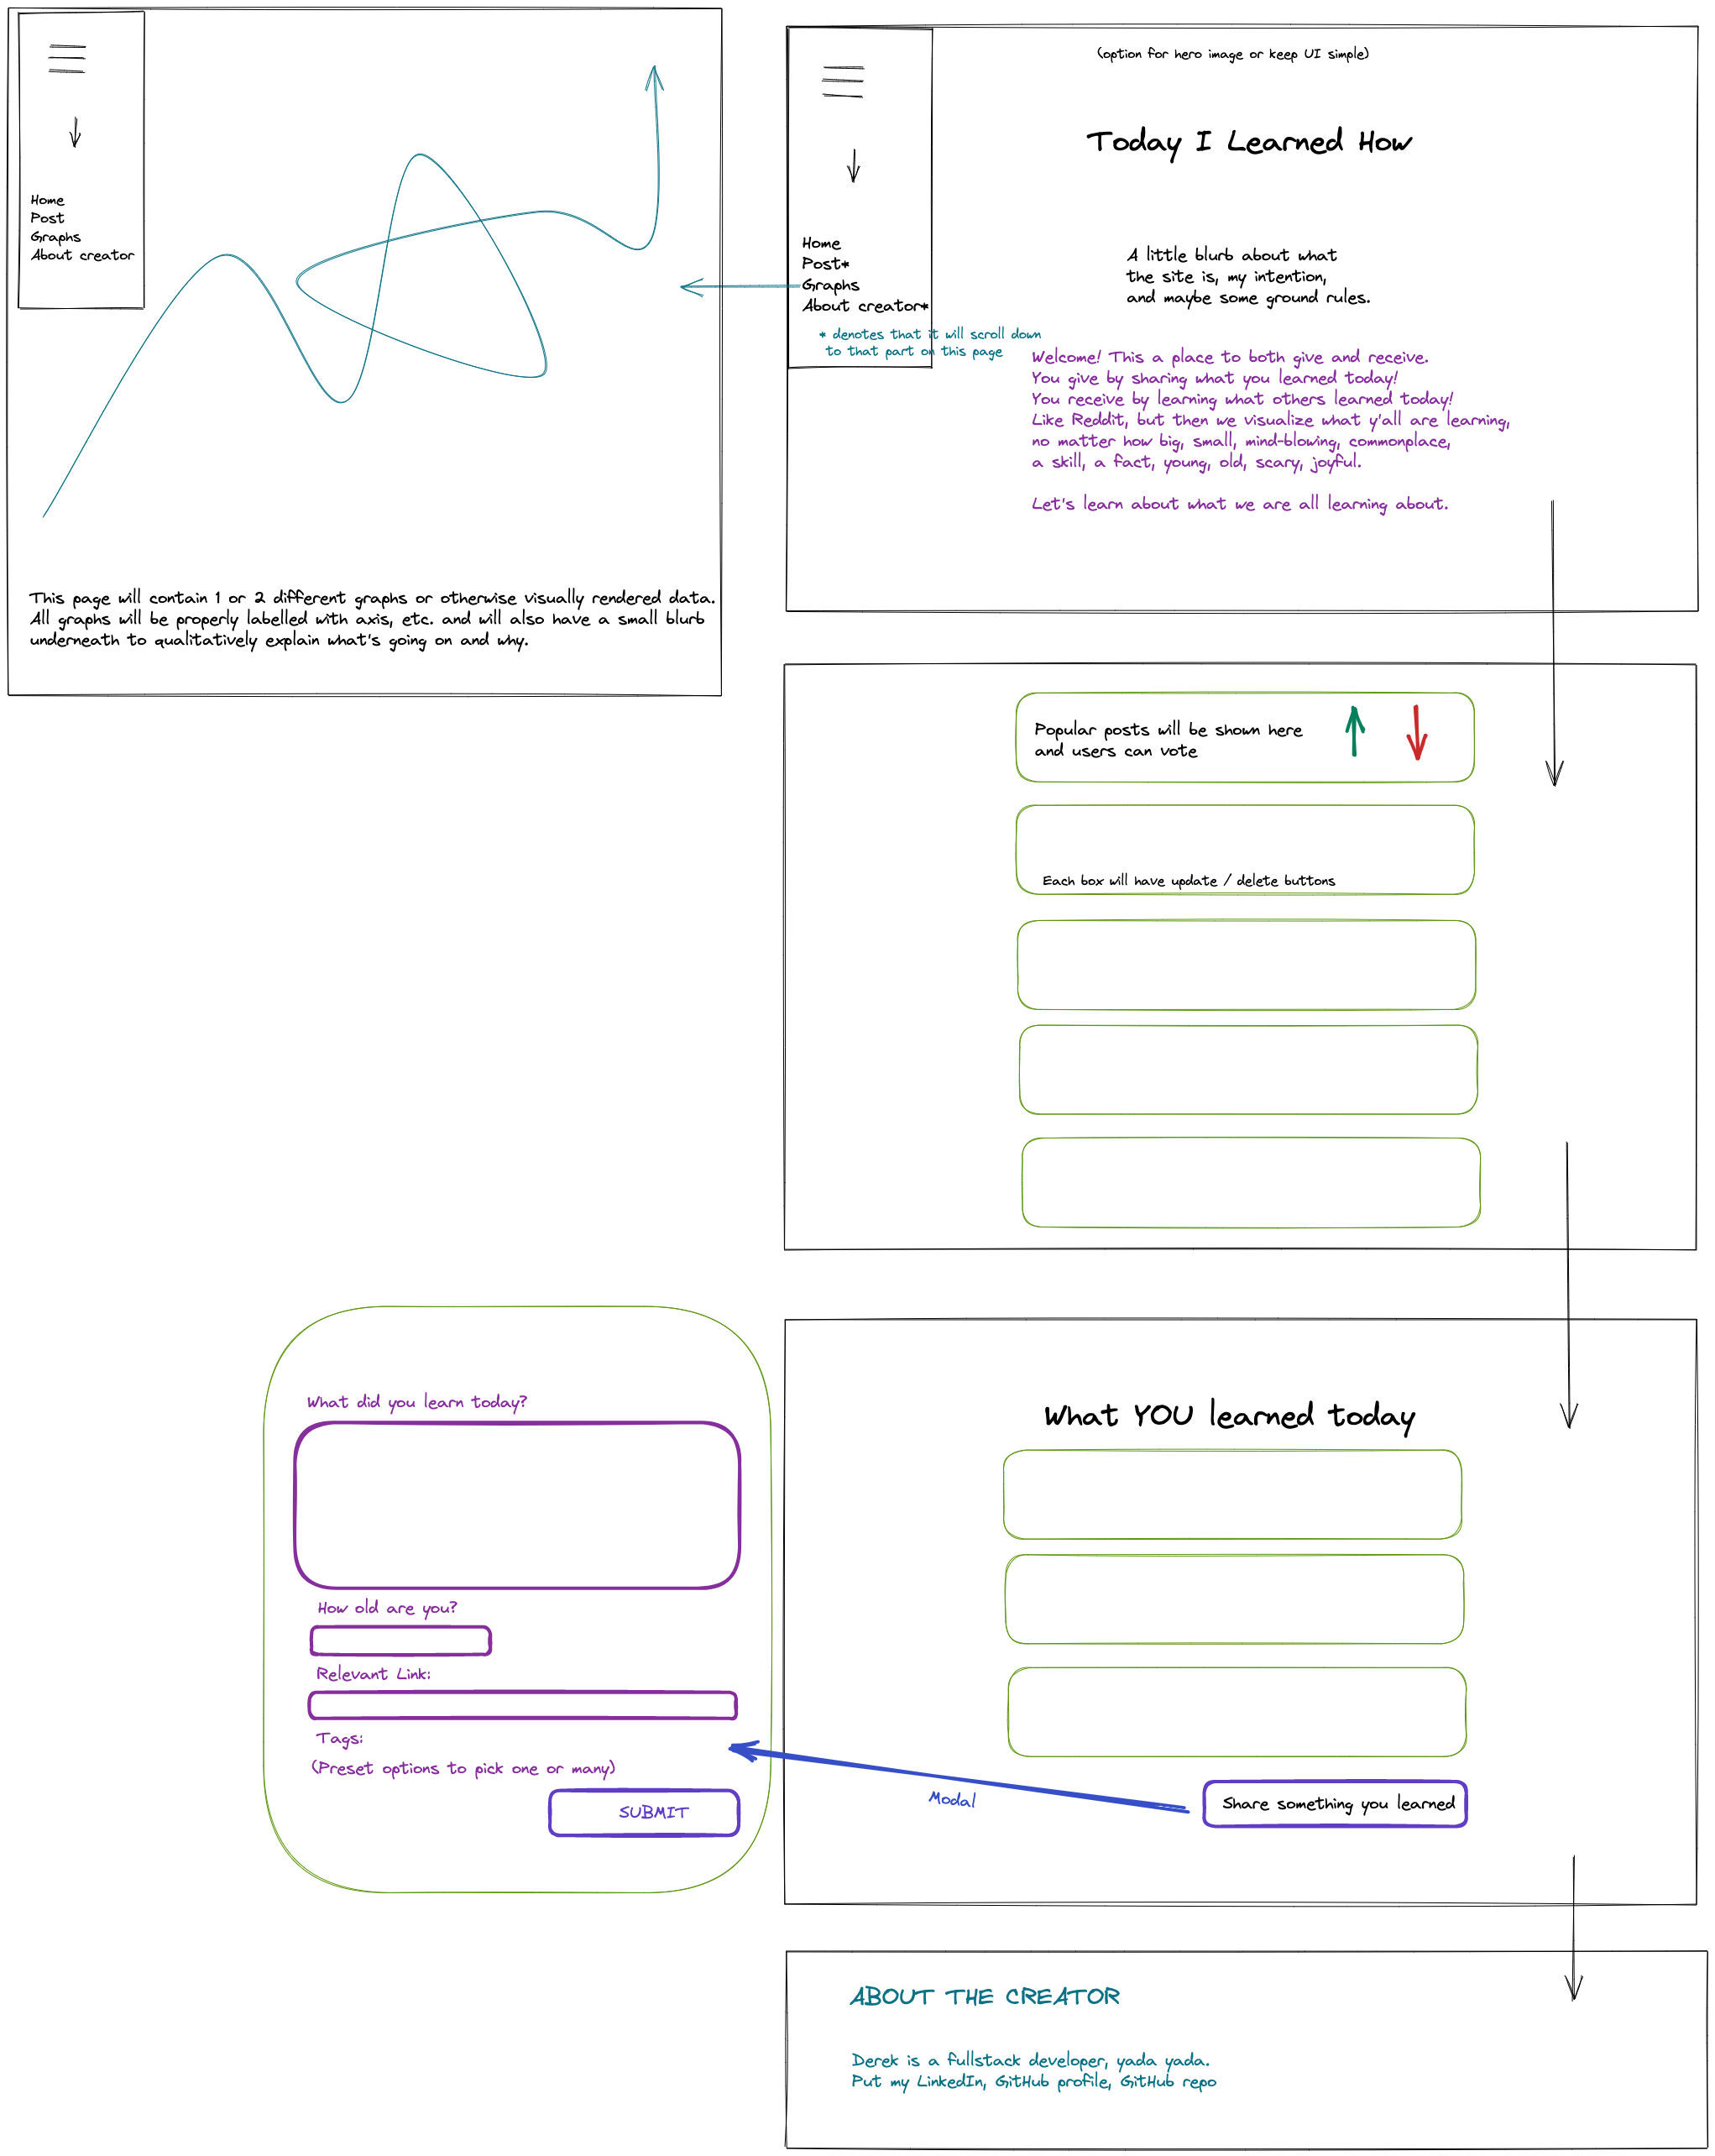 Home
Post
Graphs
About creator
This page will contain 1 or 2 different graphs or otherwise visually rendered data.
All graphs will be properly labelled with axis, etc. and will also have a small blurb
underneath to qualitatively explain what's going on and why.
(option for hero image or keep UI simple)
Today I Learned How
Home
Post*
Graphs
About creator*
* denotes that it will scroll down
to that part on this page
A little blurb about what
the site is, my intention,
and maybe some ground rules.
Welcome! This a place to both give and receive.
You give by sharing what you learned today!
You receive by learning what others learned today!
Like Reddit, but then we visualize what y'all are learning,
no matter how big, small, mind-blowing, commonplace,
a skill, a fact, young, old, scary, joyful.
Let's learn about what we are all learning about.
Popular posts will be shown here
and users can vote
Each box will have update / delete buttons
What YOU learned today
Share something you learned
Modal
What did you learn today?
How old are you?
Relevant Link:
Tags:
(Preset options to pick one or many)
SUBMIT
ABOUT THE CREATOR
Derek is a fullstack developer, yada yada.
Put my LinkedIn, GitHub profile, GitHub repo